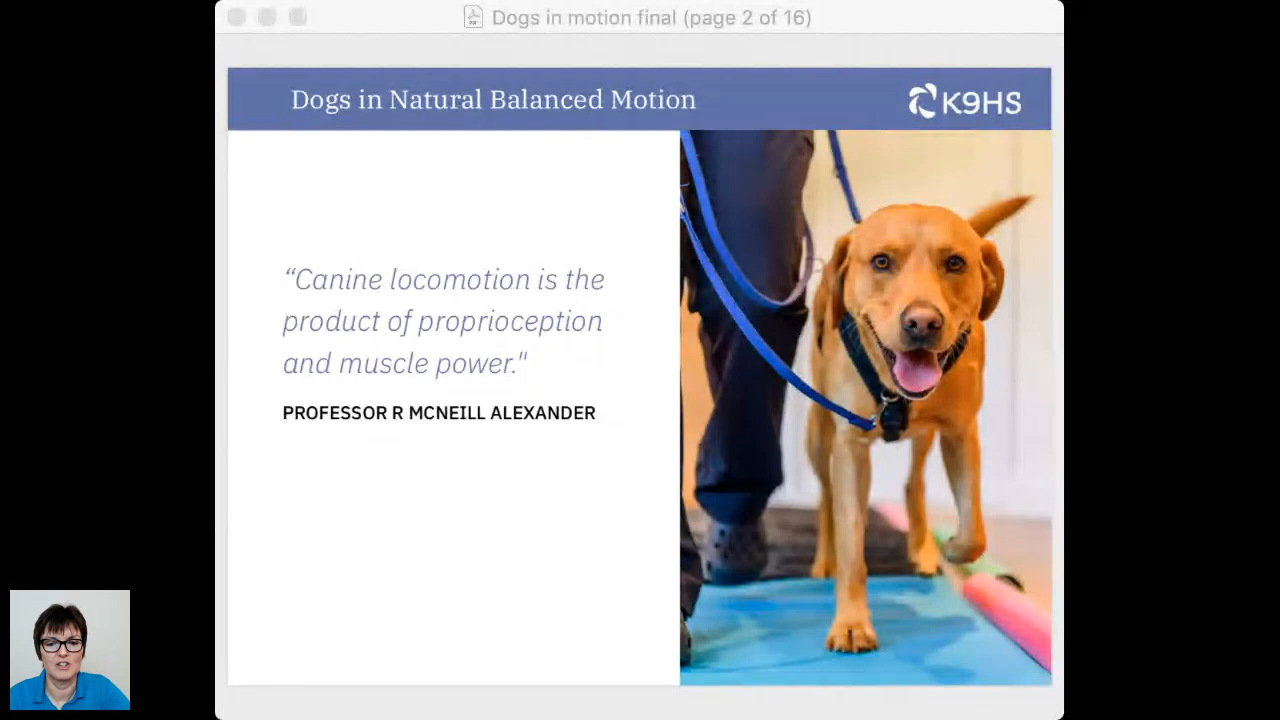 Dogs in motion final (page 2 of 16)
Dogs in Natural Balanced Motion
K9HS
“Canine locomotion is the
product of proprioception
and muscle power."
PROFESSOR R MCNEILL ALEXANDER